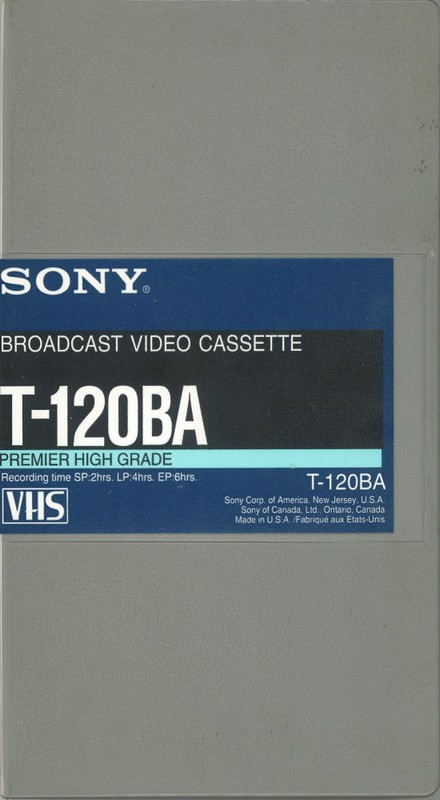 SONY®
BROADCAST VIDEO CASSETTE
T-120BA
PREMIER HIGH GRADE
Recording time SP:2hrs. LP:4hrs. EP:6hrs.
VHS
T-120BA
Sony Corp. of America, New Jersey, U.S.A.
Sony of Canada, Ltd., Ontario, Canada
Made in U.S.A. /Fabriqué aux Etats-Unis